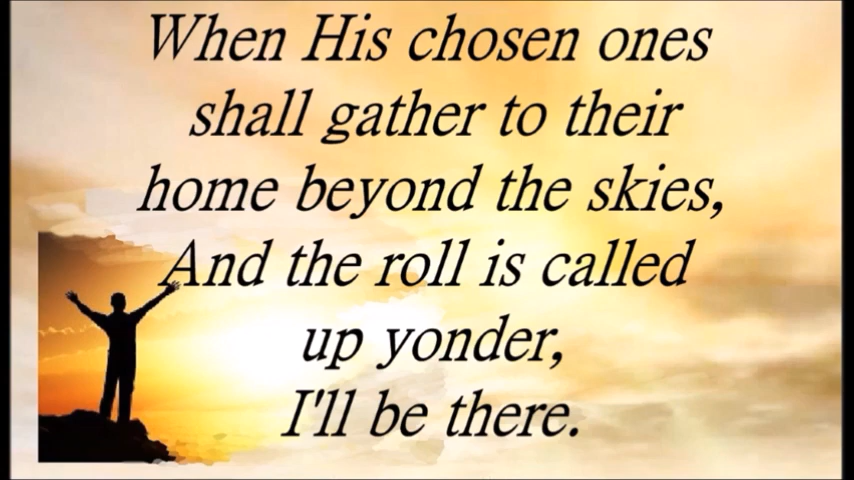 When His chosen ones
shall gather to their
home beyond the skies,
And the roll is called
up yonder,
I'll be there.